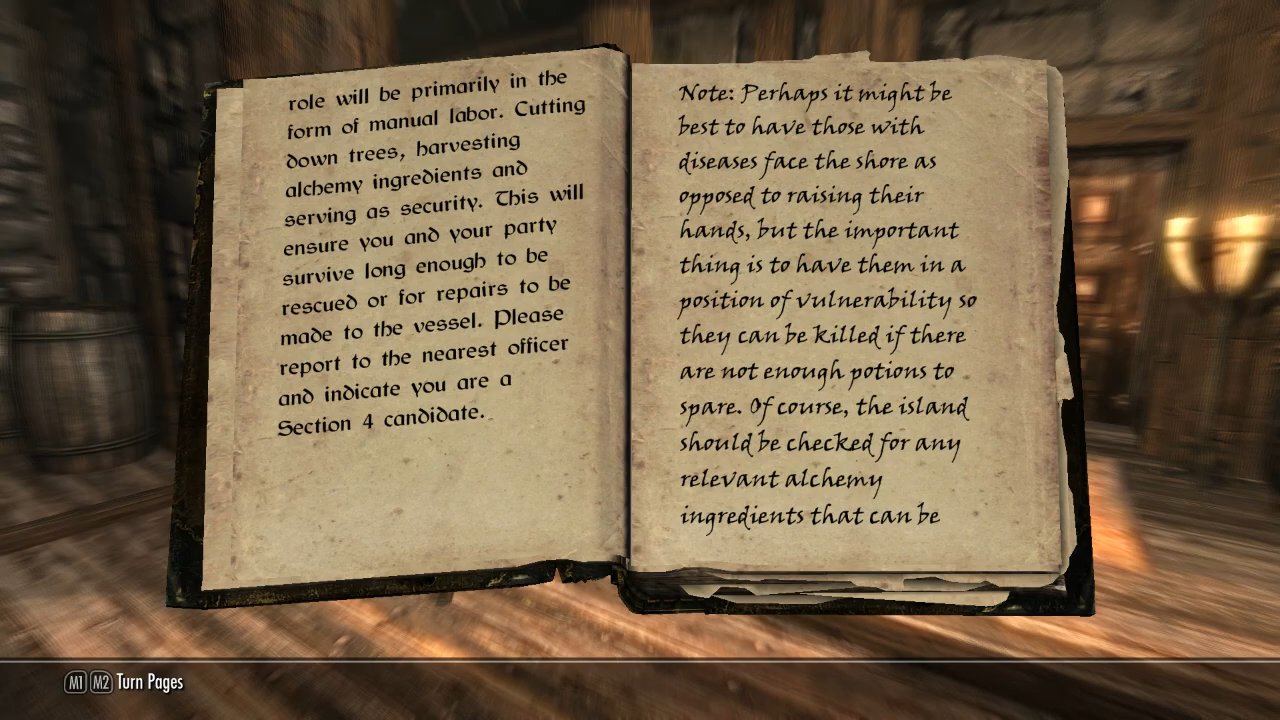 role will be primarily in the
form of manual labor. Cutting
down trees, harvesting
alchemy ingredients and
serving as security. This will
ensure you and your party
survive long enough to be
rescued or for repairs to be
made to the vessel. Please
report to the nearest officer
and indicate you are a
Section 4 candidate.
Note: Perhaps it might be
best to have those with
diseases face the shore as
opposed to raising their
hands, but the important
thing is to have them in a
position of vulnerability so
they can be killed if there
are not enough potions to
spare. Of course, the island
should be checked for any
relevant alchemy
ingredients that can be
M1 M2 Turn Pages